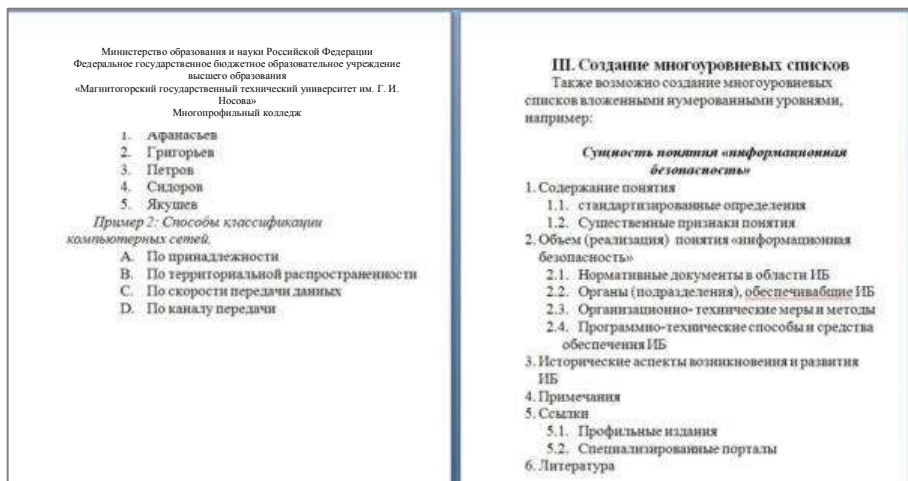 Министерство образования и науки Российской Федерации
Федеральное государственное бюджетное образовательное учреждение
высшего образования
«Магнитогорский государственный технический университет им. Г. И.
Носова»
Многопрофильный колледж
1. Афанасьев
2. Григорьев
3. Петров
4. Сидоров
5. Якушев
Пример 2: Способы классификации
компьютерных сетей.
A. По принадлежности
B. По территориальной распространенности
C. По скорости передачи данных
D. По каналу передачи
III. Создание многоуровневых списков
Также возможно создание многоуровневых
списков вложенными нумерованными уровнями,
например:
Сущность понятия «информационная
безопасность»
1. Содержание понятия
1.1. стандартизированные определения
1.2. Существенные признаки понятия
2. Объем (реализация) понятия «информационная
безопасность»
2.1. Нормативные документы в области ИБ
2.2. Органы (подразделения), обеспечивабщие ИБ
2.3. Организационно- технические меры и методы
2.4. Программно-технические способы и средства
обеспечения ИБ
3. Исторические аспекты возникновения и развития
ИБ
4. Примечания
5. Ссылки
5.1. Профильные издания
5.2. Специализированные порталы
6. Литература